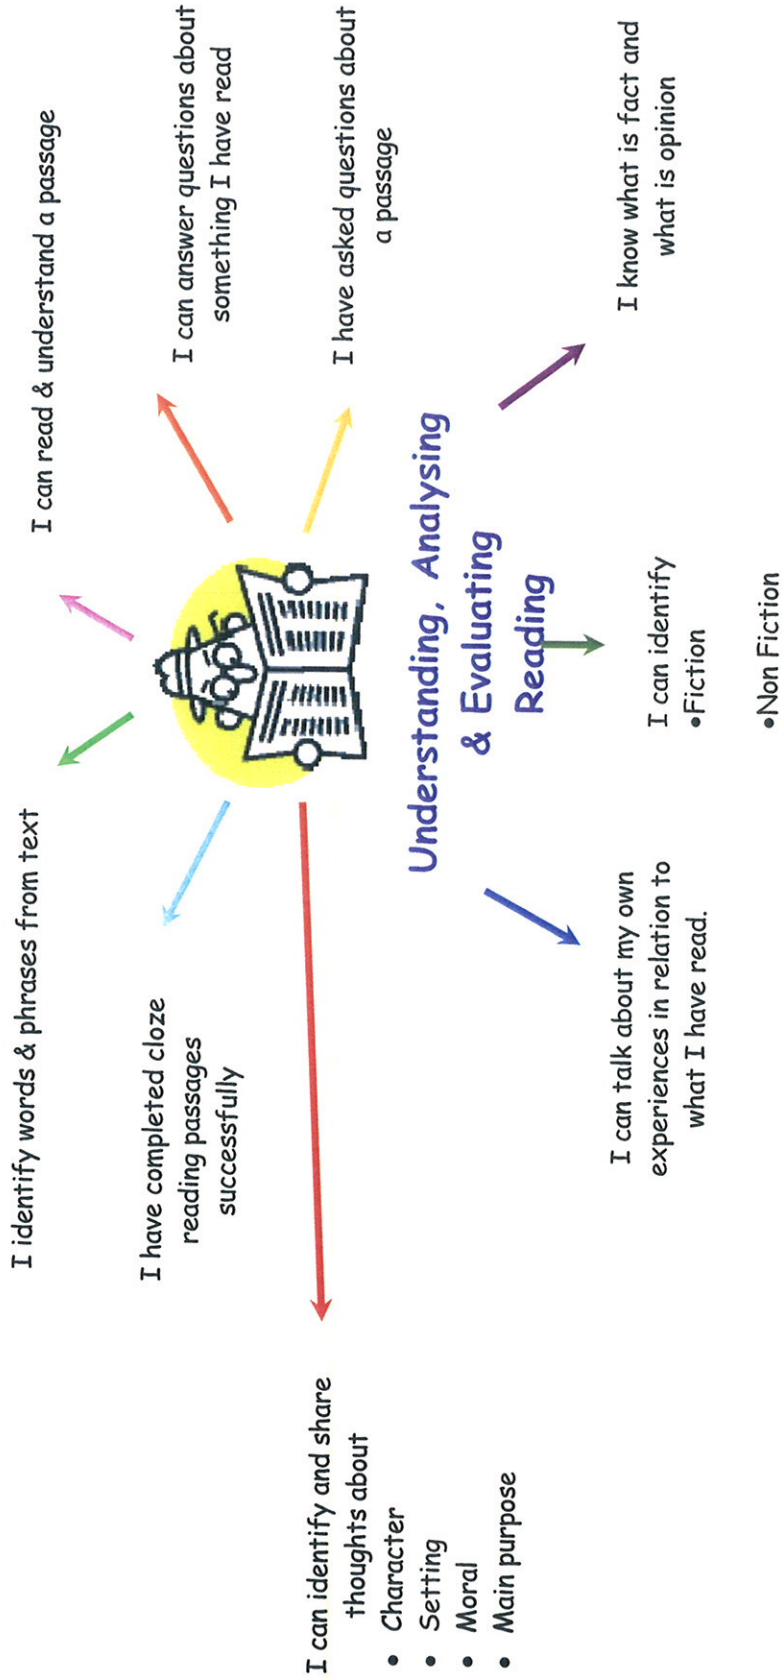 I identify words & phrases from text
I can read & understand a passage
I have completed cloze
reading passages
successfully
I can answer questions about
something I have read
I can identify and share
thoughts about
• Character
• Setting
• Moral
• Main purpose
I have asked questions about
a passage
Understanding, Analysing
& Evaluating
Reading
I can talk about my own
experiences in relation to
what I have read.
I can identify
•Fiction
•Non Fiction
I know what is fact and
what is opinion